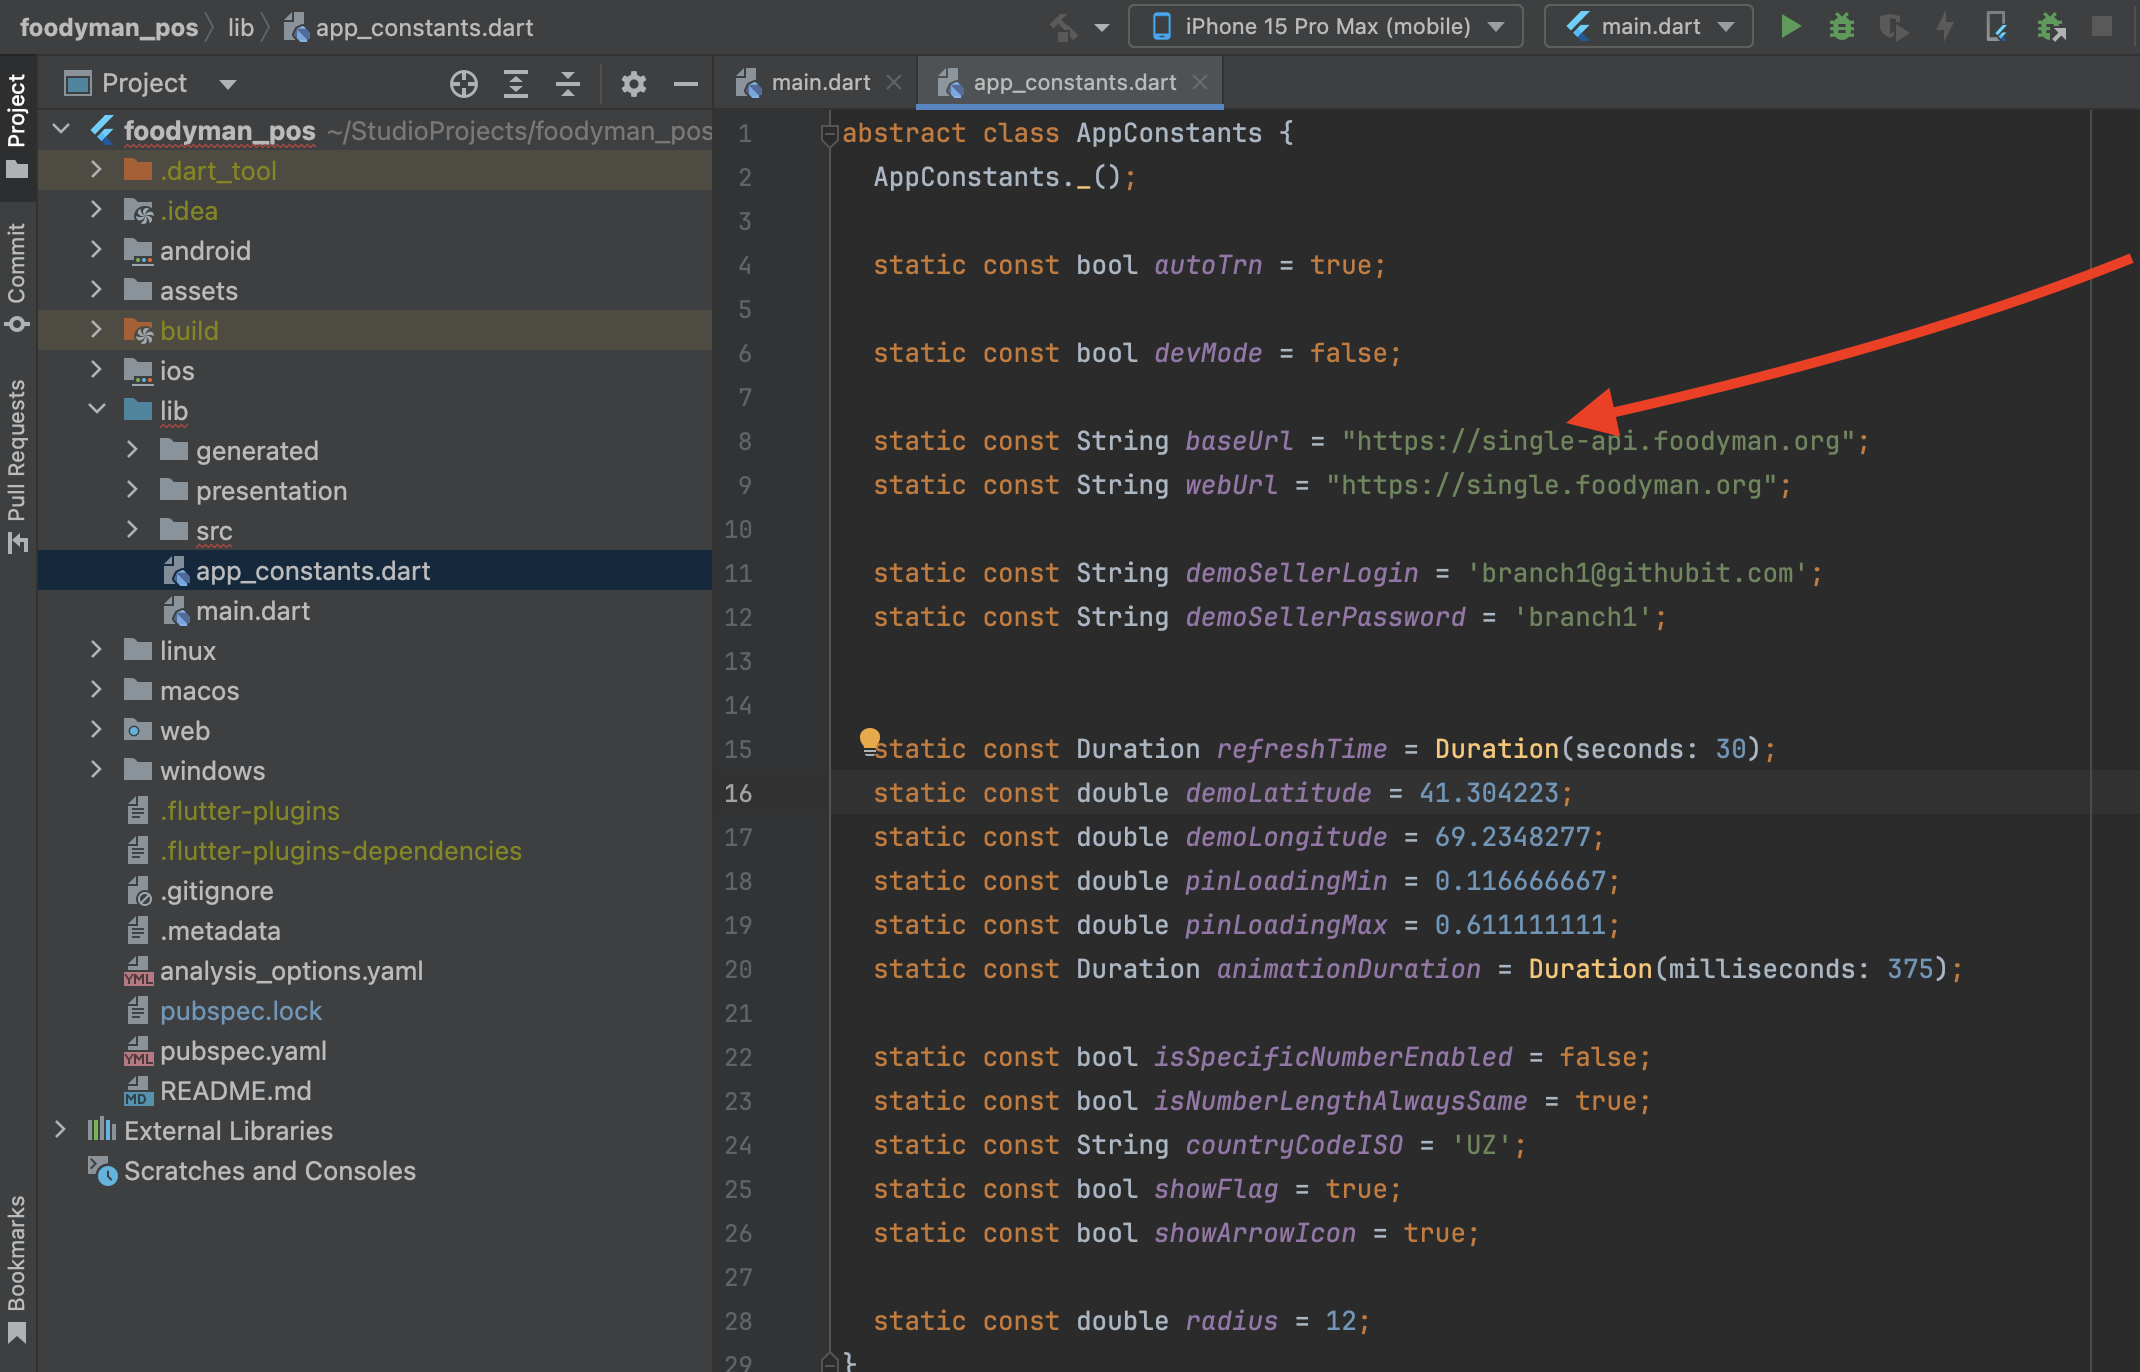 foodyman_pos lib app_constants.dart iPhone 15 Pro Max (mobile) main.dart
Project
Commit
Pull Requests
Bookmarks
Project
foodyman_pos ~/StudioProjects/foodyman_pos
.dart_tool
.idea
android
assets
build
ios
lib
generated
presentation
src
app_constants.dart
main.dart
linux
macos
web
windows
.flutter-plugins
.flutter-plugins-dependencies
.gitignore
.metadata
analysis_options.yaml
pubspec.lock
pubspec.yaml
README.md
External Libraries
Scratches and Consoles
main.dart app_constants.dart
1 abstract class AppConstants {
2 AppConstants._();
3
4 static const bool autoTrn = true;
5
6 static const bool devMode = false;
7
8 static const String baseUrl = "https://single-api.foodyman.org";
9 static const String webUrl = "https://single.foodyman.org";
10
11 static const String demoSellerLogin = 'branch1@githubit.com';
12 static const String demoSellerPassword = 'branch1';
13
14
15 static const Duration refreshTime = Duration(seconds: 30);
16 static const double demoLatitude = 41.304223;
17 static const double demoLongitude = 69.2348277;
18 static const double pinLoadingMin = 0.116666667;
19 static const double pinLoadingMax = 0.611111111;
20 static const Duration animationDuration = Duration(milliseconds: 375);
21
22 static const bool isSpecificNumberEnabled = false;
23 static const bool isNumberLengthAlwaysSame = true;
24 static const String countryCodeISO = 'UZ';
25 static const bool showFlag = true;
26 static const bool showArrowIcon = true;
27
28 static const double radius = 12;
29 }